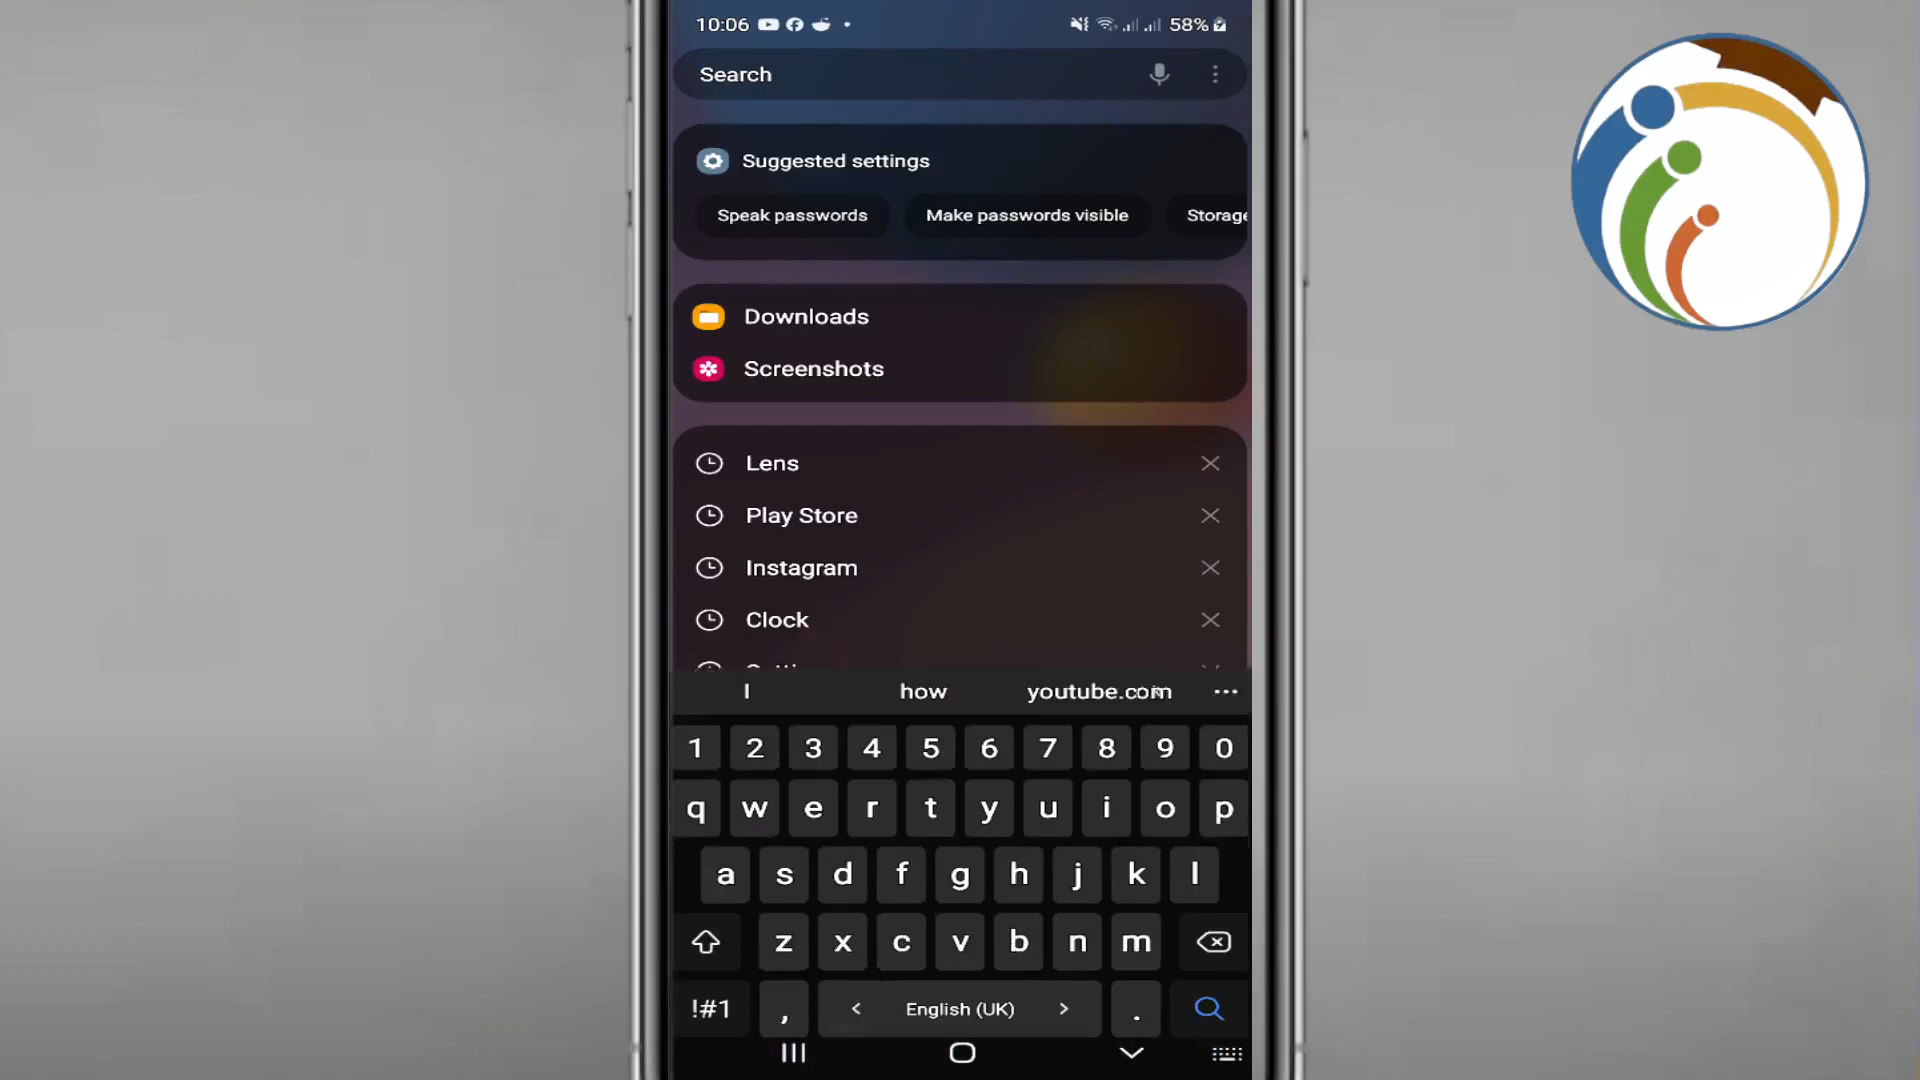 10:06 58%
Search
Suggested settings
Speak passwords Make passwords visible Storage
Downloads
Screenshots
Lens
Play Store
Instagram
Clock
I how youtube.com
1 2 3 4 5 6 7 8 9 0
q w e r t y u i o p
a s d f g h j k l
z x c v b n m
!#1 , < English (UK) > .